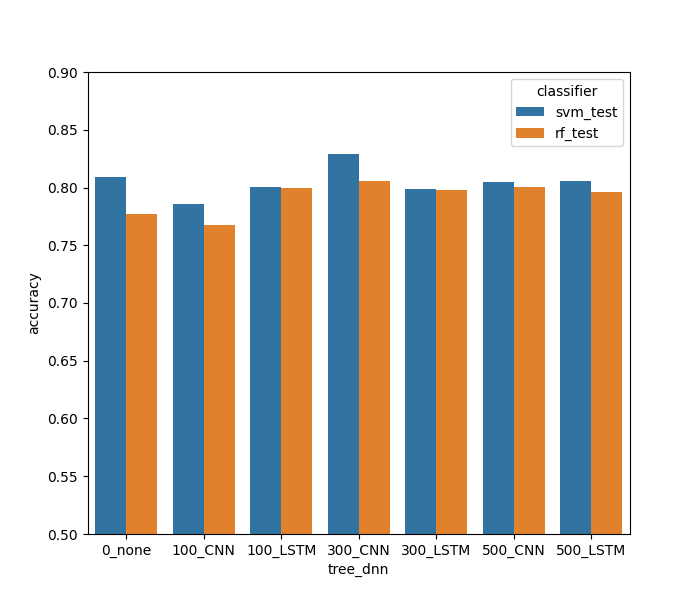 0.90
0.85
0.80
0.75
0.70
0.65
0.60
0.55
0.50
accuracy
classifier
svm_test
rf_test
0_none 100_CNN 100_LSTM 300_CNN 300_LSTM 500_CNN 500_LSTM
tree_dnn